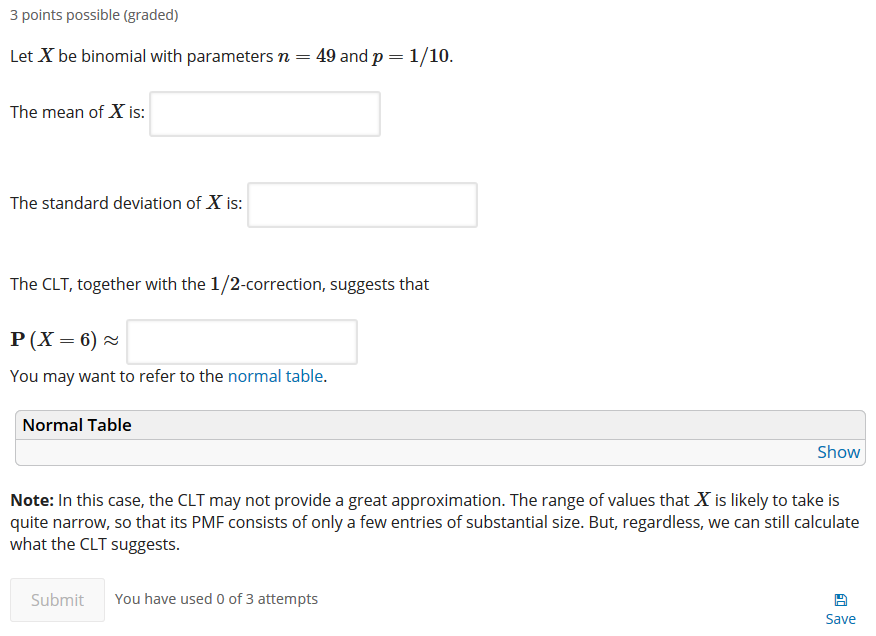 3 points possible (graded)
Let X be binomial with parameters n = 49 and p = 1/10.
The mean of X is:
The standard deviation of X is:
The CLT, together with the 1/2-correction, suggests that
P (X = 6) ≈
You may want to refer to the normal table.
Normal Table
Show
Note: In this case, the CLT may not provide a great approximation. The range of values that X is likely to take is
quite narrow, so that its PMF consists of only a few entries of substantial size. But, regardless, we can still calculate
what the CLT suggests.
Submit You have used 0 of 3 attempts
Save